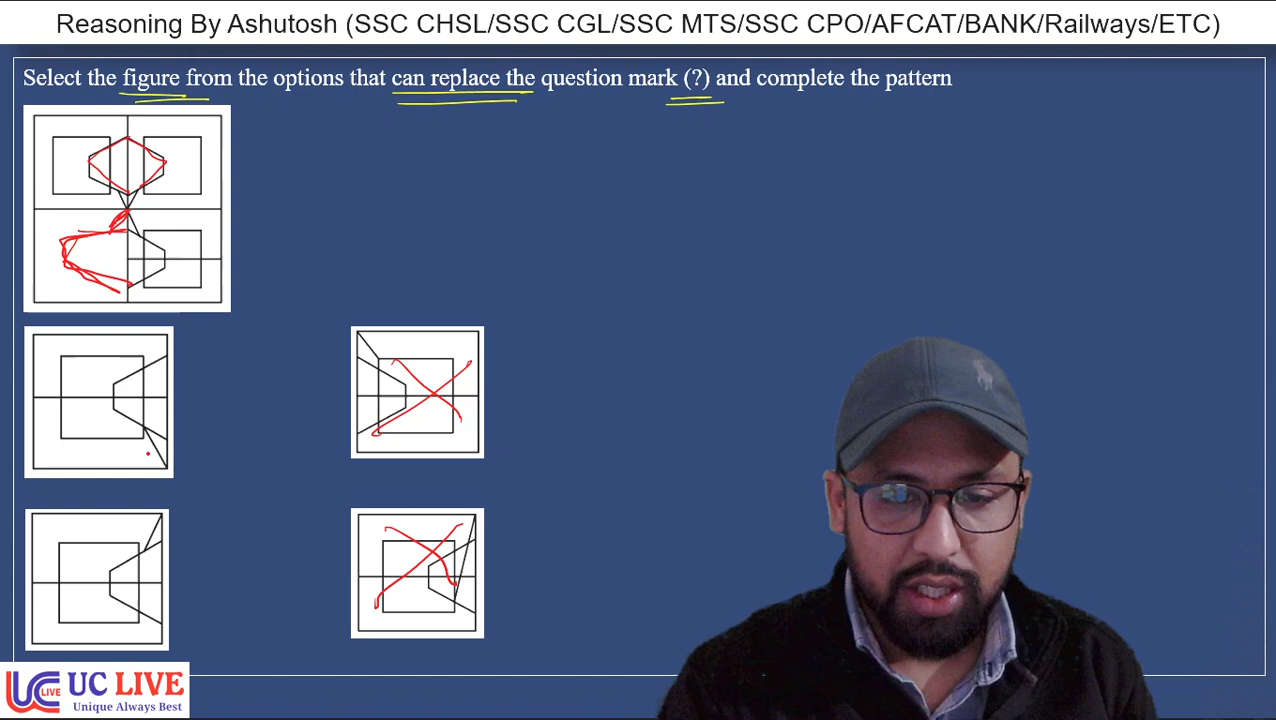 Reasoning By Ashutosh (SSC CHSL/SSC CGL/SSC MTS/SSC CPO/AFCAT/BANK/Railways/ETC)
Select the figure from the options that can replace the question mark (?) and complete the pattern
LIVE
UC LIVE
Unique Always Best